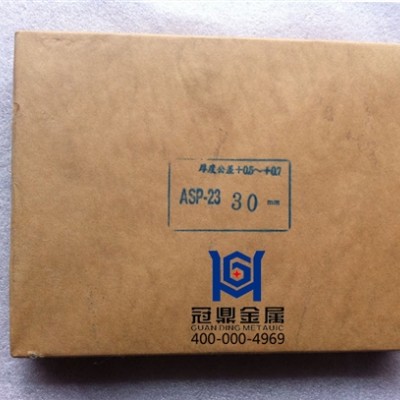 厚度公差+0.5~+0.7
ASP-23 30 mm
冠鼎金属
GUAN DING METAUIC
400-000-4969